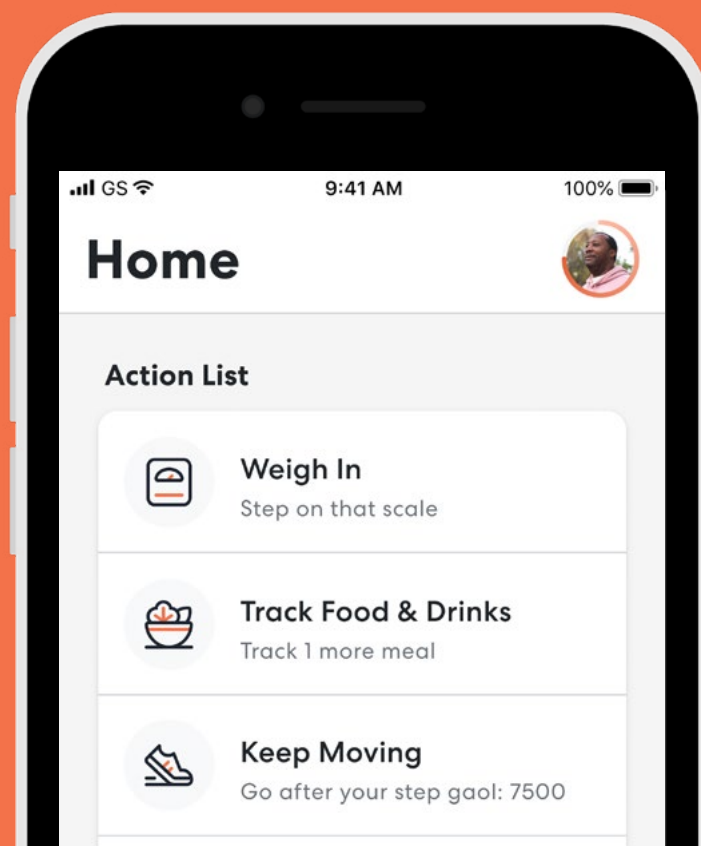 GS 9:41 AM 100%
Home
Action List
Weigh In
Step on that scale
Track Food & Drinks
Track 1 more meal
Keep Moving
Go after your step gaol: 7500